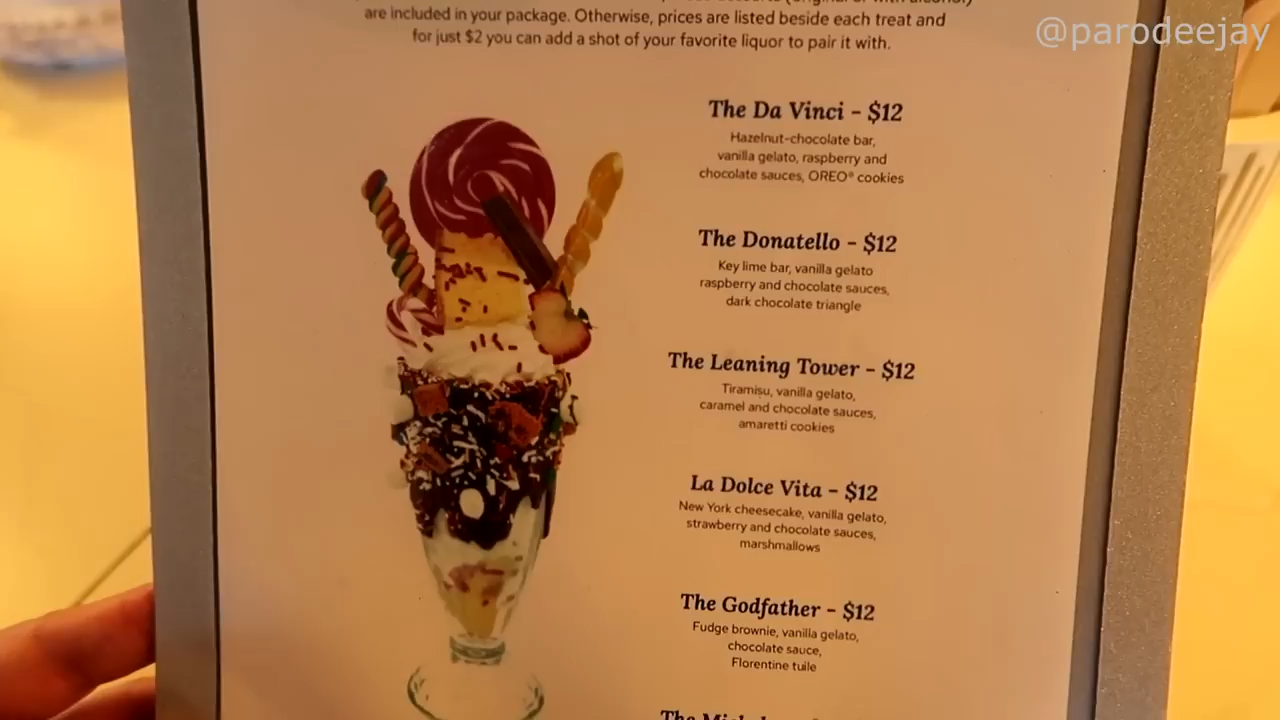 @parodeejay
are included in your package. Otherwise, prices are listed beside each treat and
for just $2 you can add a shot of your favorite liquor to pair it with.
The Da Vinci - $12
Hazelnut-chocolate bar,
vanilla gelato, raspberry and
chocolate sauces, OREO® cookies
The Donatello - $12
Key lime bar, vanilla gelato
raspberry and chocolate sauces,
dark chocolate triangle
The Leaning Tower - $12
Tiramisu, vanilla gelato,
caramel and chocolate sauces,
amaretti cookies
La Dolce Vita - $12
New York cheesecake, vanilla gelato,
strawberry and chocolate sauces,
marshmallows
The Godfather - $12
Fudge brownie, vanilla gelato,
chocolate sauce,
Florentine tuile
The